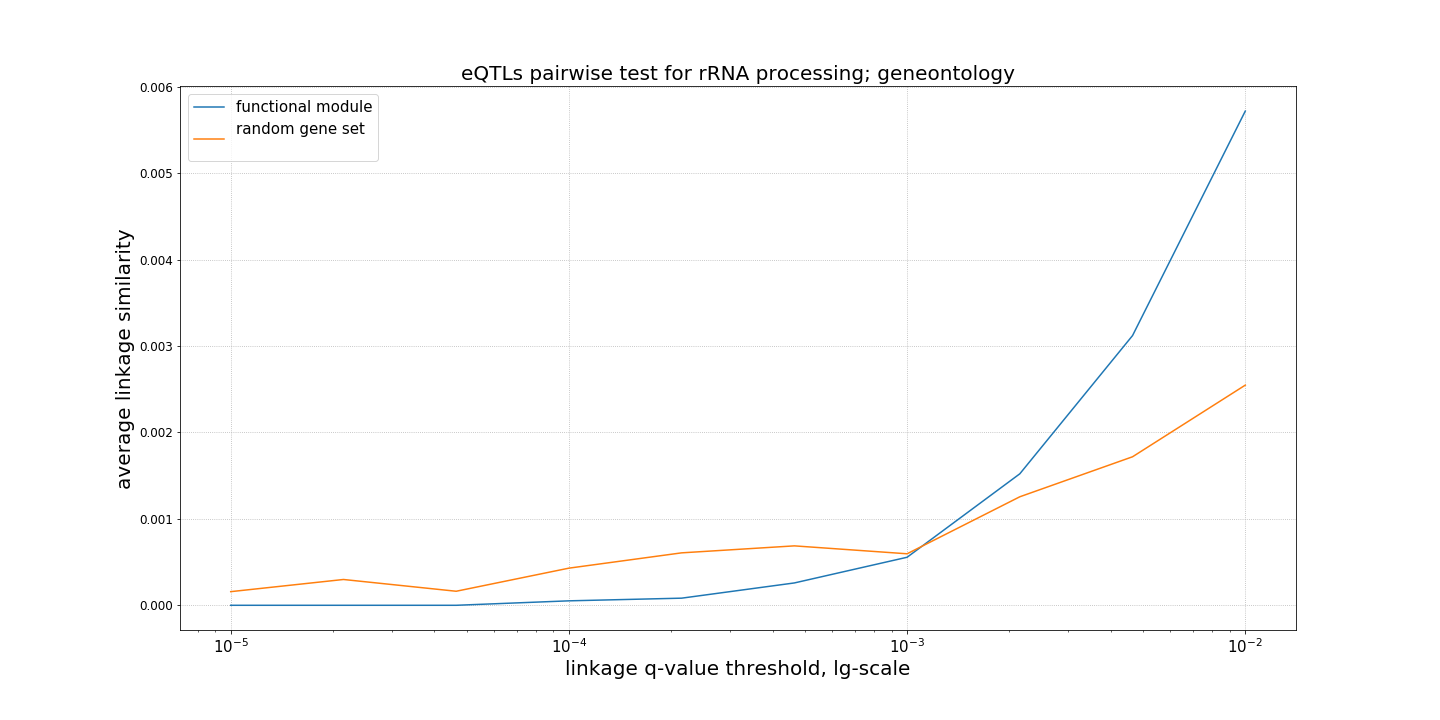 eQTLs pairwise test for rRNA processing; geneontology
functional module
random gene set
average linkage similarity
0.006
0.005
0.004
0.003
0.002
0.001
0.000
10⁻⁵ 10⁻⁴ 10⁻³ 10⁻²
linkage q-value threshold, lg-scale